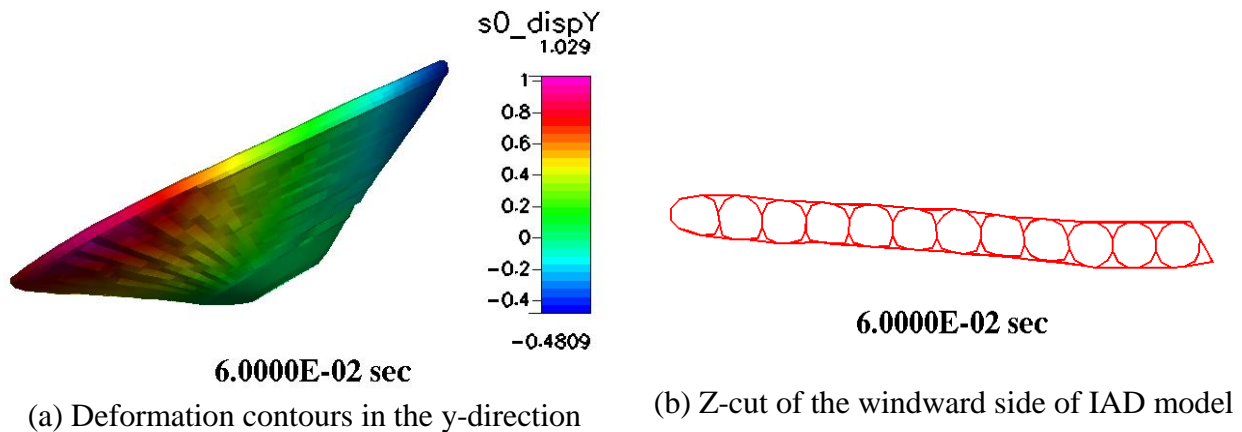 s0_dispY
1.029
1
0.8
0.6
0.4
0.2
0
−0.2
−0.4
−0.4809
6.0000E-02 sec
(a) Deformation contours in the y-direction
6.0000E-02 sec
(b) Z-cut of the windward side of IAD model